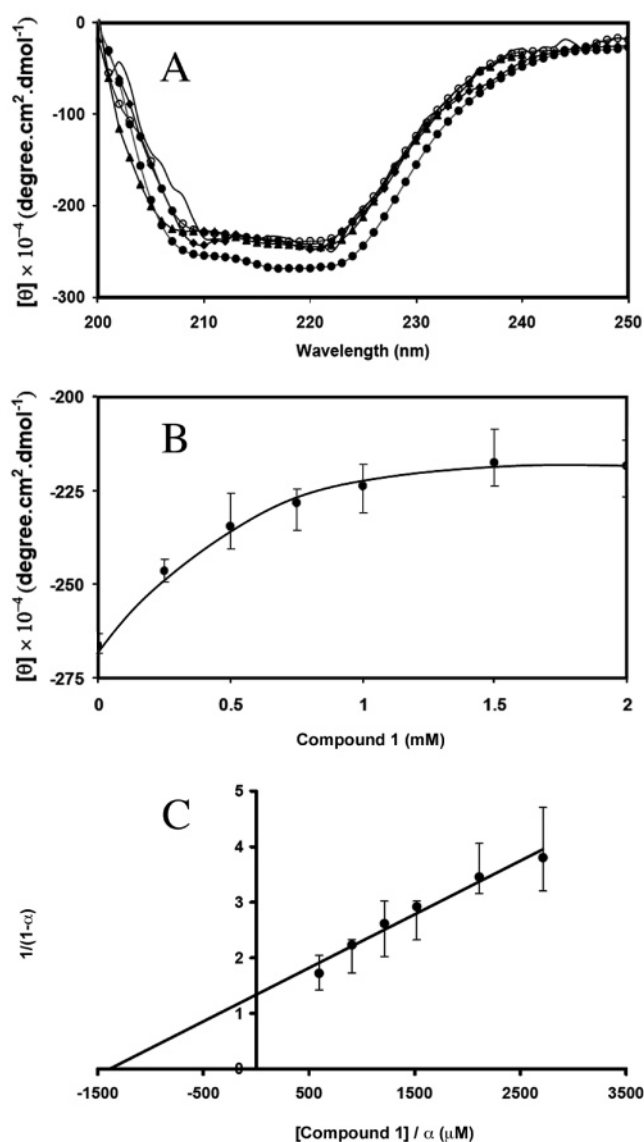 A
0
-100
-200
-300
200 210 220 230 240 250
Wavelength (nm)
[θ] × 10⁻⁴ (degree.cm².dmol⁻¹)
B
-200
-225
-250
-275
0 0.5 1 1.5 2
Compound 1 (mM)
[θ] × 10⁻⁴ (degree.cm².dmol⁻¹)
C
5
4
3
2
1
0
-1500 -500 500 1500 2500 3500
1/(1-α)
[Compound 1] / α (μM)